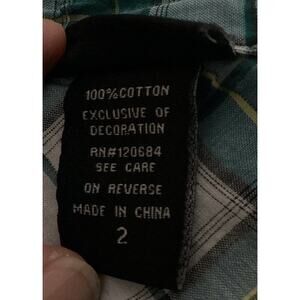 100% COTTON
EXCLUSIVE OF
DECORATION
RN#120684
SEE CARE
ON REVERSE
MADE IN CHINA
2